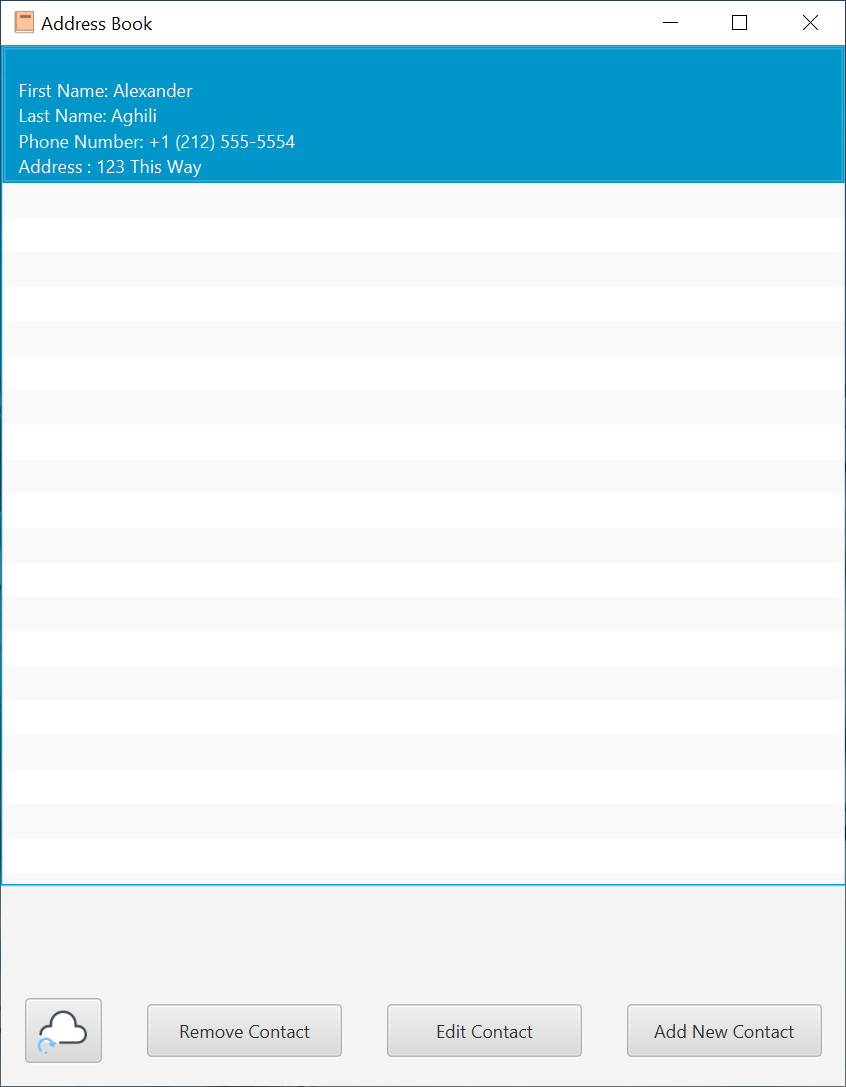 Address Book
First Name: Alexander
Last Name: Aghili
Phone Number: +1 (212) 555-5554
Address : 123 This Way
Remove Contact
Edit Contact
Add New Contact